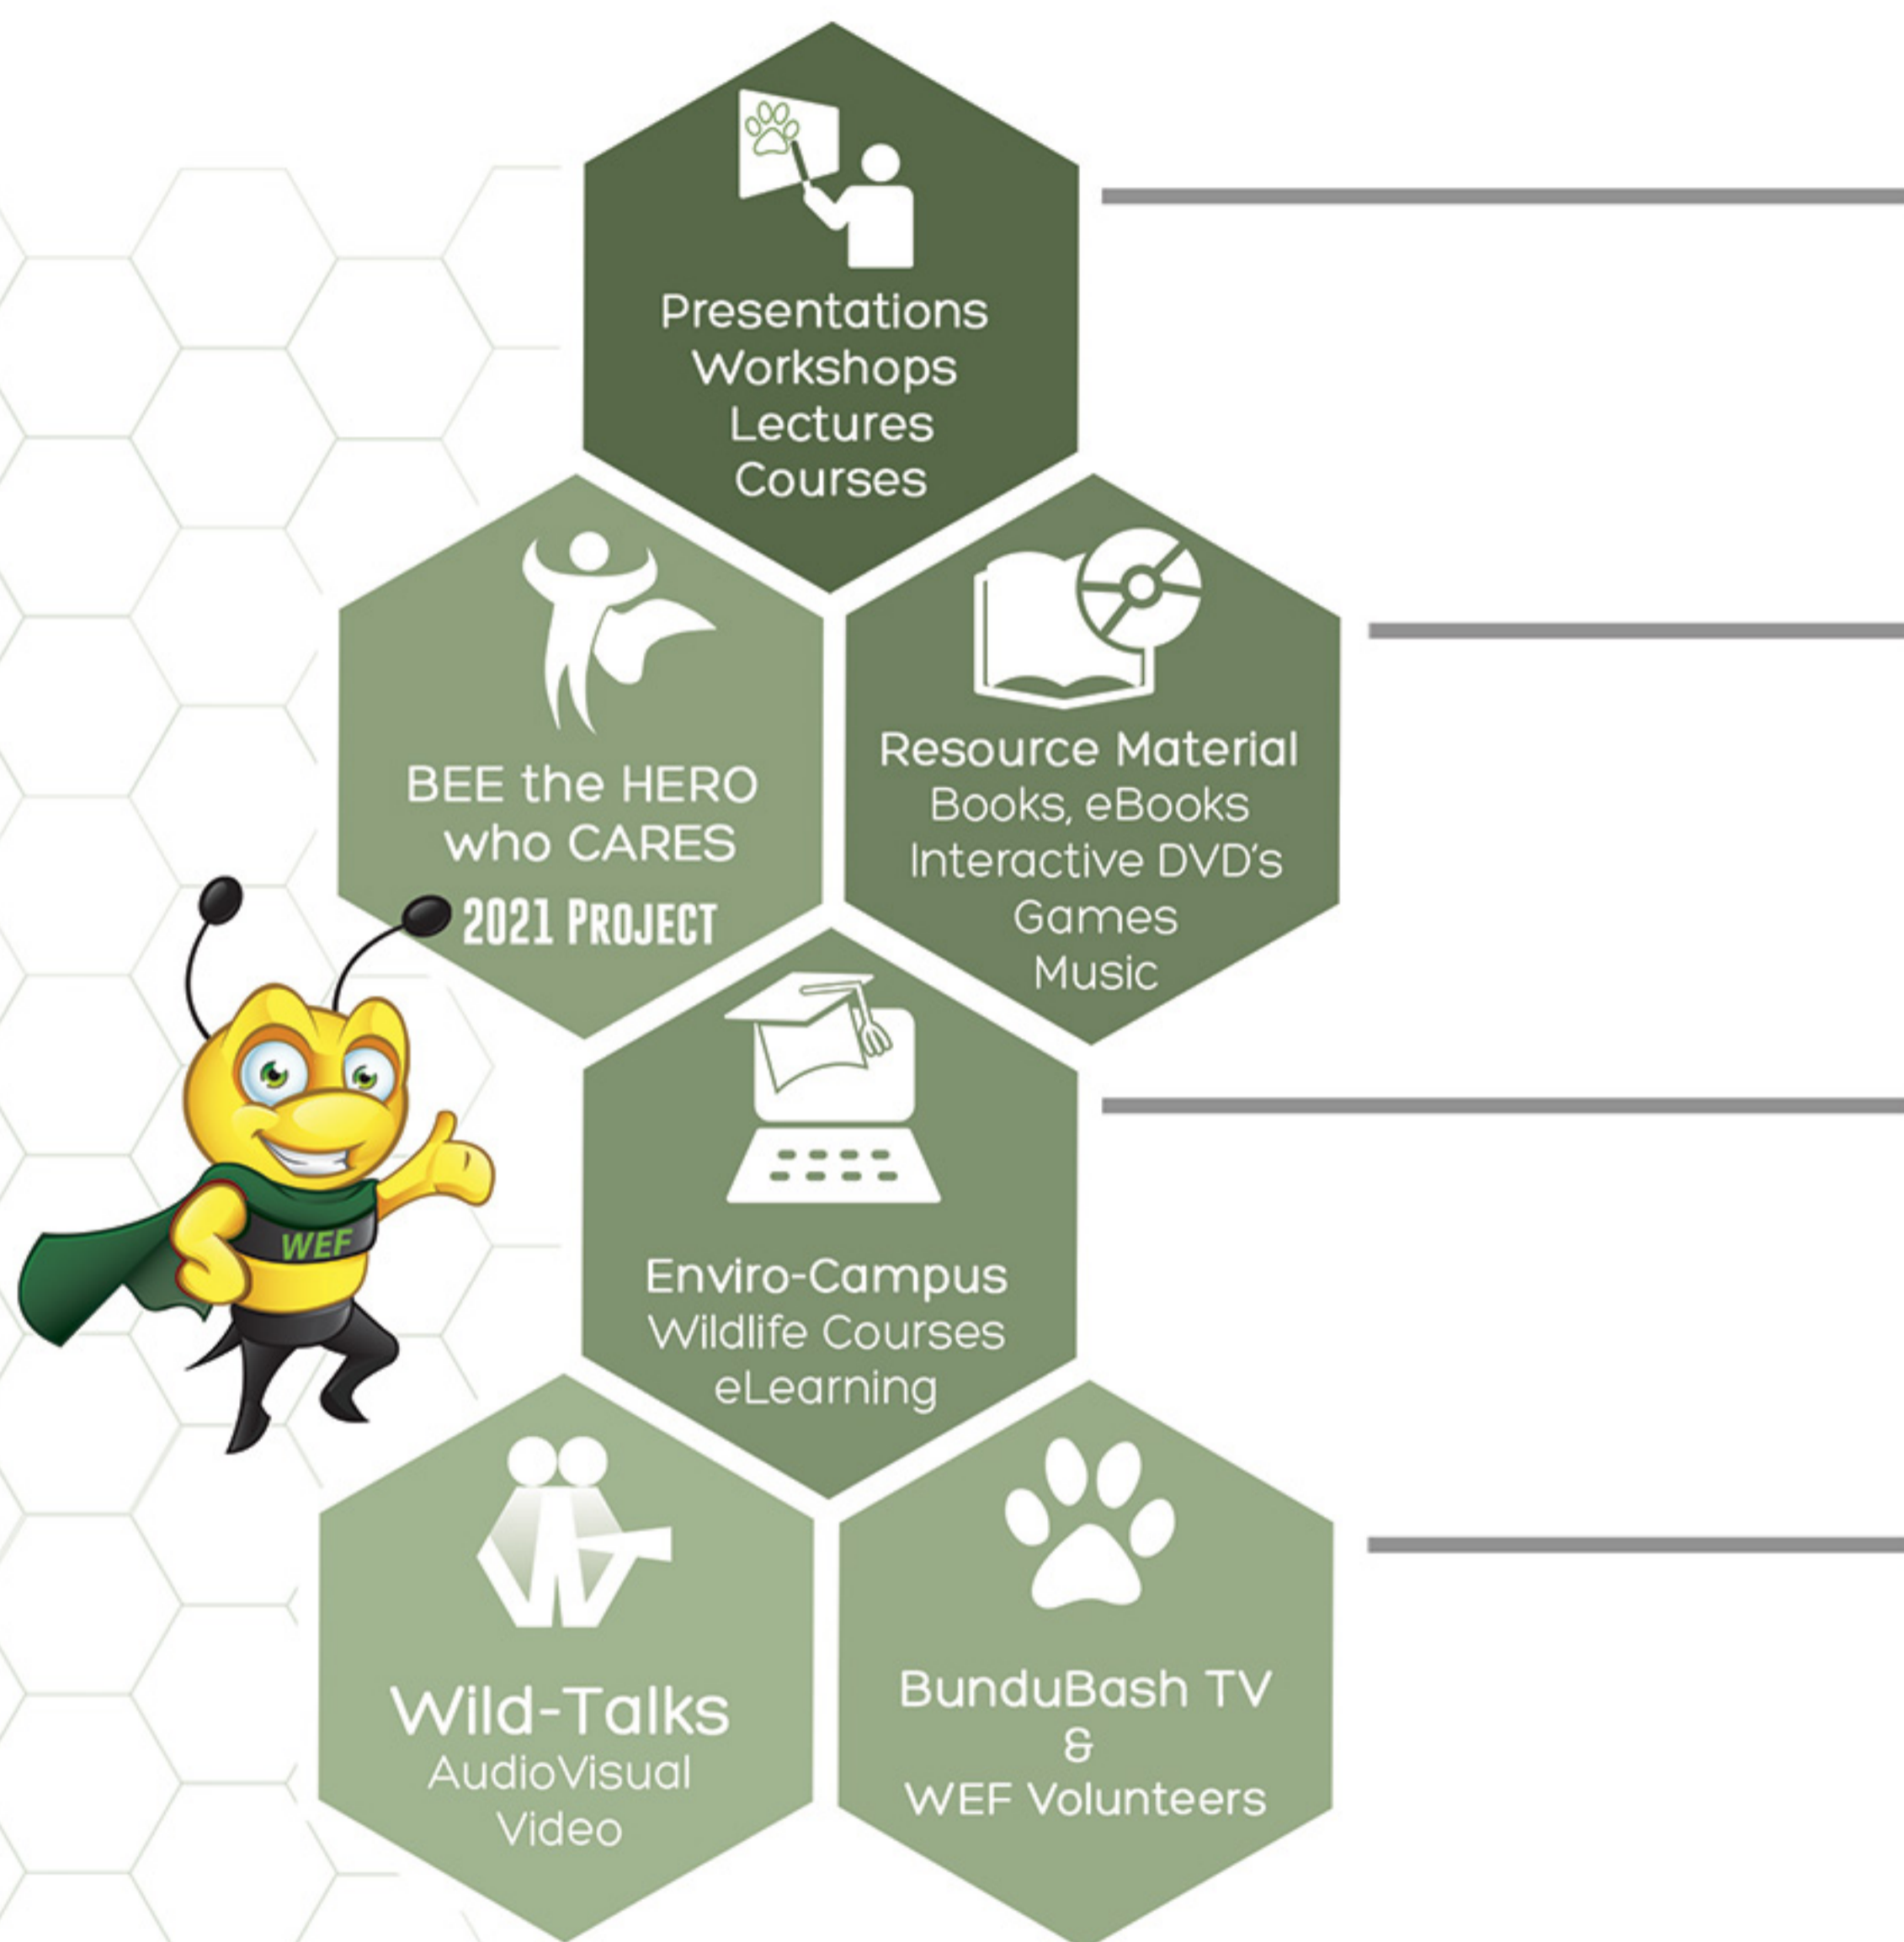 Presentations
Workshops
Lectures
Courses
BEE the HERO
who CARES
2021 PROJECT
Resource Material
Books, eBooks
Interactive DVD's
Games
Music
WEF
Enviro-Campus
Wildlife Courses
eLearning
Wild-Talks
AudioVisual
Video
BunduBash TV
&
WEF Volunteers